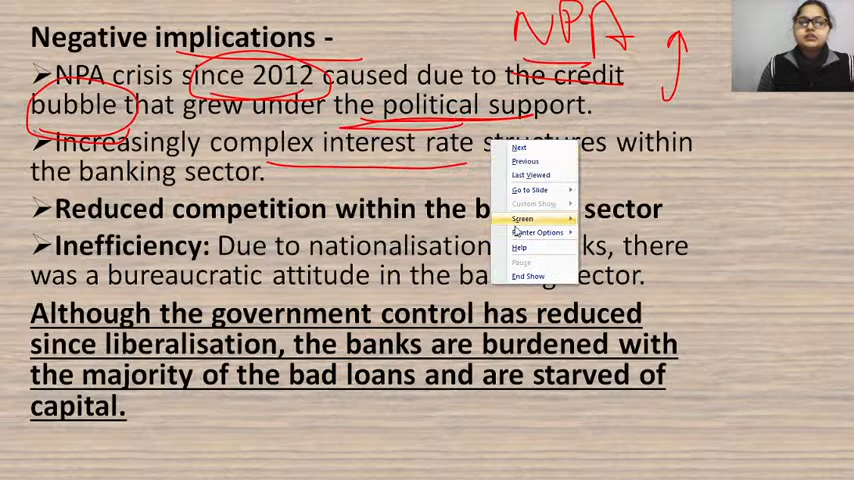 NPA
Negative implications -
➢NPA crisis since 2012 caused due to the credit
bubble that grew under the political support.
➢Increasingly complex interest rate structures within
the banking sector.
➢Reduced competition within the b sector
➢Inefficiency: Due to nationalisation ks, there
was a bureaucratic attitude in the ba sector.
Although the government control has reduced
since liberalisation, the banks are burdened with
the majority of the bad loans and are starved of
capital.
Next
Previous
Last Viewed
Go to Slide
Custom Show
Screen
Pointer Options
Help
Pause
End Show